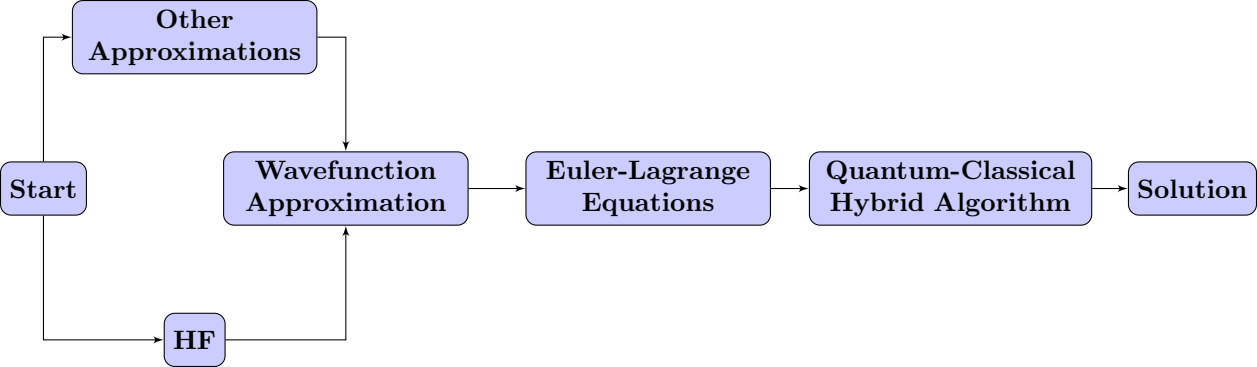 Other
Approximations
Start
Wavefunction
Approximation
Euler-Lagrange
Equations
Quantum-Classical
Hybrid Algorithm
Solution
HF